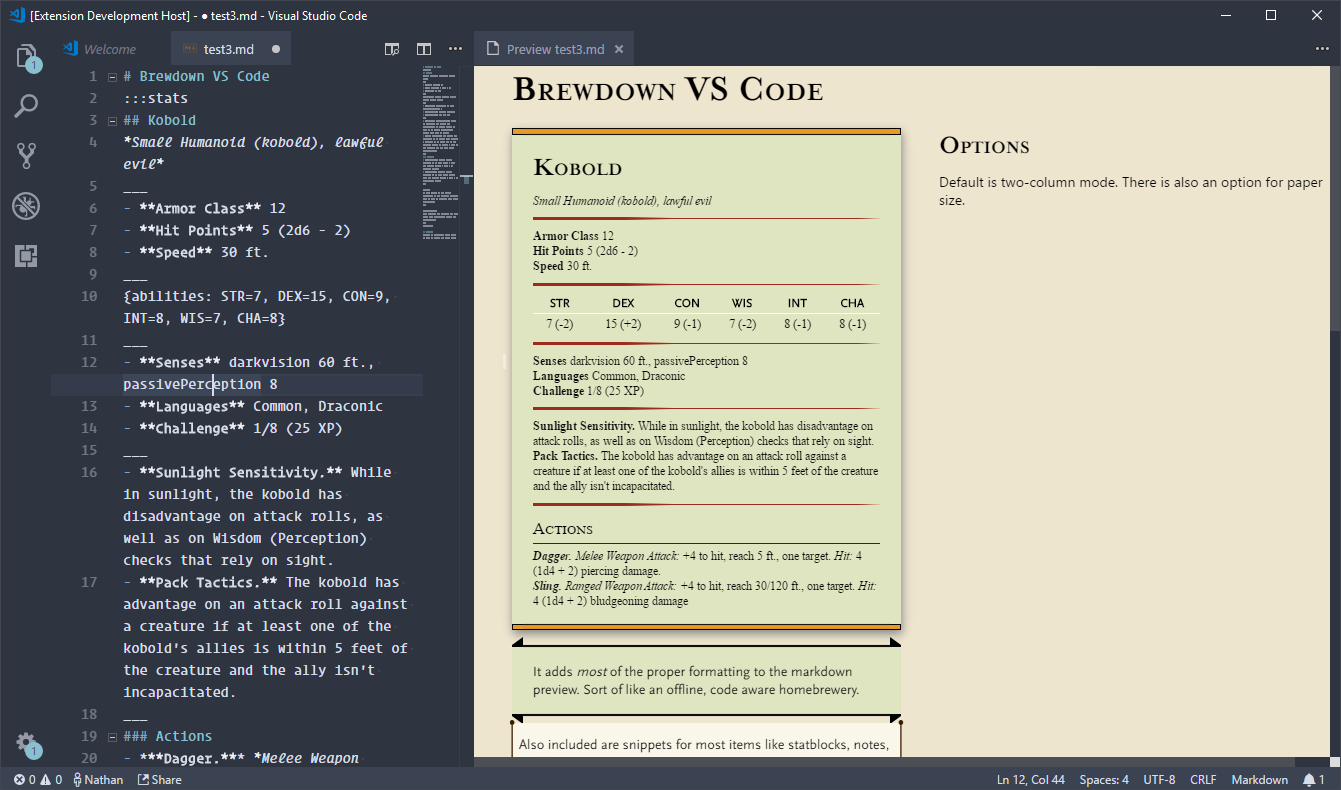 [Extension Development Host] - ● test3.md - Visual Studio Code
Welcome
test3.md
Preview test3.md
1
1 # Brewdown VS Code
2 :::stats
3 ## Kobold
4 *Small Humanoid (kobold), lawful
evil*
5 ___
6 - **Armor Class** 12
7 - **Hit Points** 5 (2d6 - 2)
8 - **Speed** 30 ft.
9 ___
10 {abilities: STR=7, DEX=15, CON=9,
INT=8, WIS=7, CHA=8}
11 ___
12 - **Senses** darkvision 60 ft.,
passivePerception 8
13 - **Languages** Common, Draconic
14 - **Challenge** 1/8 (25 XP)
15 ___
16 - **Sunlight Sensitivity.** While
in sunlight, the kobold has
disadvantage on attack rolls, as
well as on Wisdom (Perception)
checks that rely on sight.
17 - **Pack Tactics.** The kobold has
advantage on an attack roll against
a creature if at least one of the
kobold's allies is within 5 feet of
the creature and the ally isn't
incapacitated.
18 ___
19 ### Actions
20 - ***Dagger.*** *Melee Weapon
1
Brewdown VS Code
Kobold
Small Humanoid (kobold), lawful evil
Armor Class 12
Hit Points 5 (2d6 - 2)
Speed 30 ft.
STR DEX CON WIS INT CHA
7 (-2) 15 (+2) 9 (-1) 7 (-2) 8 (-1) 8 (-1)
Senses darkvision 60 ft., passivePerception 8
Languages Common, Draconic
Challenge 1/8 (25 XP)
Sunlight Sensitivity. While in sunlight, the kobold has disadvantage on
attack rolls, as well as on Wisdom (Perception) checks that rely on sight.
Pack Tactics. The kobold has advantage on an attack roll against a
creature if at least one of the kobold's allies is within 5 feet of the creature
and the ally isn't incapacitated.
Actions
Dagger. Melee Weapon Attack: +4 to hit, reach 5 ft., one target. Hit: 4
(1d4 + 2) piercing damage.
Sling. Ranged Weapon Attack: +4 to hit, reach 30/120 ft., one target. Hit:
4 (1d4 + 2) bludgeoning damage
It adds most of the proper formatting to the markdown
preview. Sort of like an offline, code aware homebrewery.
Also included are snippets for most items like statblocks, notes,
Options
Default is two-column mode. There is also an option for paper
size.
0 0 Nathan Share
Ln 12, Col 44 Spaces: 4 UTF-8 CRLF Markdown 1